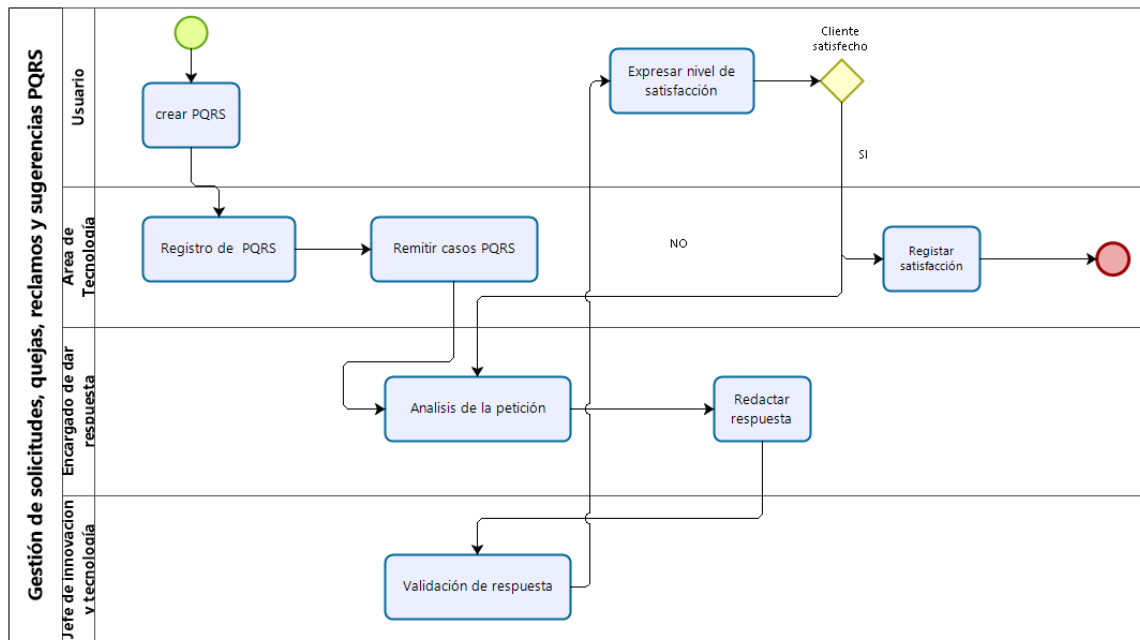 Gestión de solicitudes, quejas, reclamos y sugerencias PQRS
Usuario
crear PQRS
Expresar nivel de
satisfacción
Cliente
satisfecho
SI
Area de
Tecnología
Registro de PQRS
Remitir casos PQRS
NO
Registar
satisfacción
Encargado de dar
respuesta
Analisis de la petición
Redactar
respuesta
Jefe de innovacion
y tecnología
Validación de respuesta